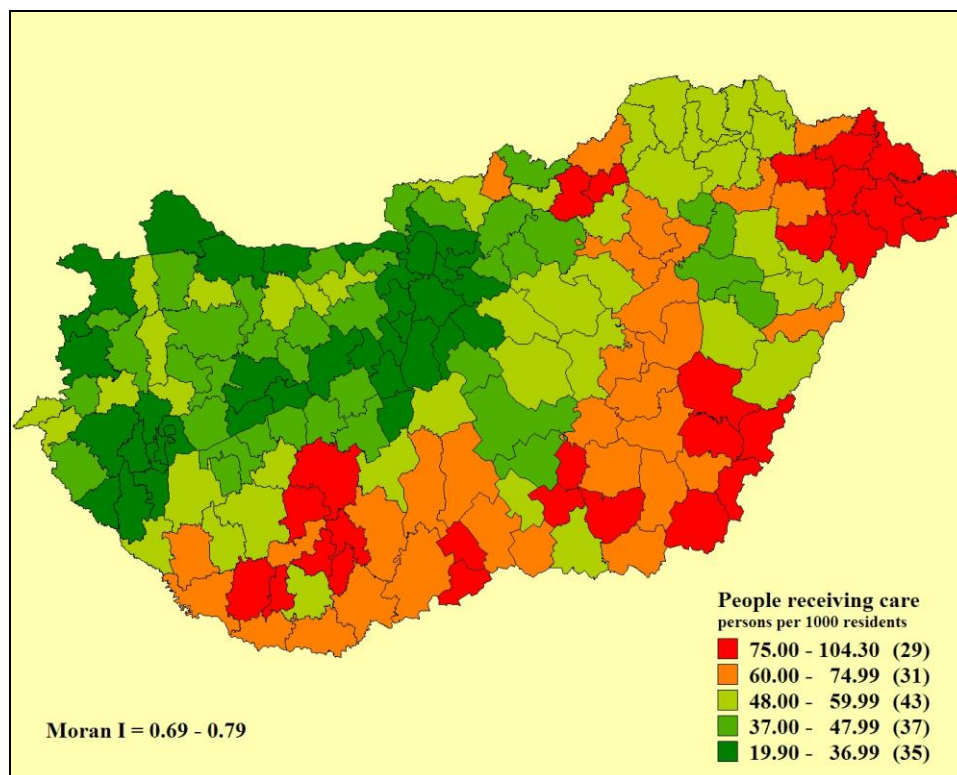 People receiving care
persons per 1000 residents
75.00 - 104.30 (29)
60.00 - 74.99 (31)
48.00 - 59.99 (43)
37.00 - 47.99 (37)
19.90 - 36.99 (35)
Moran I = 0.69 - 0.79